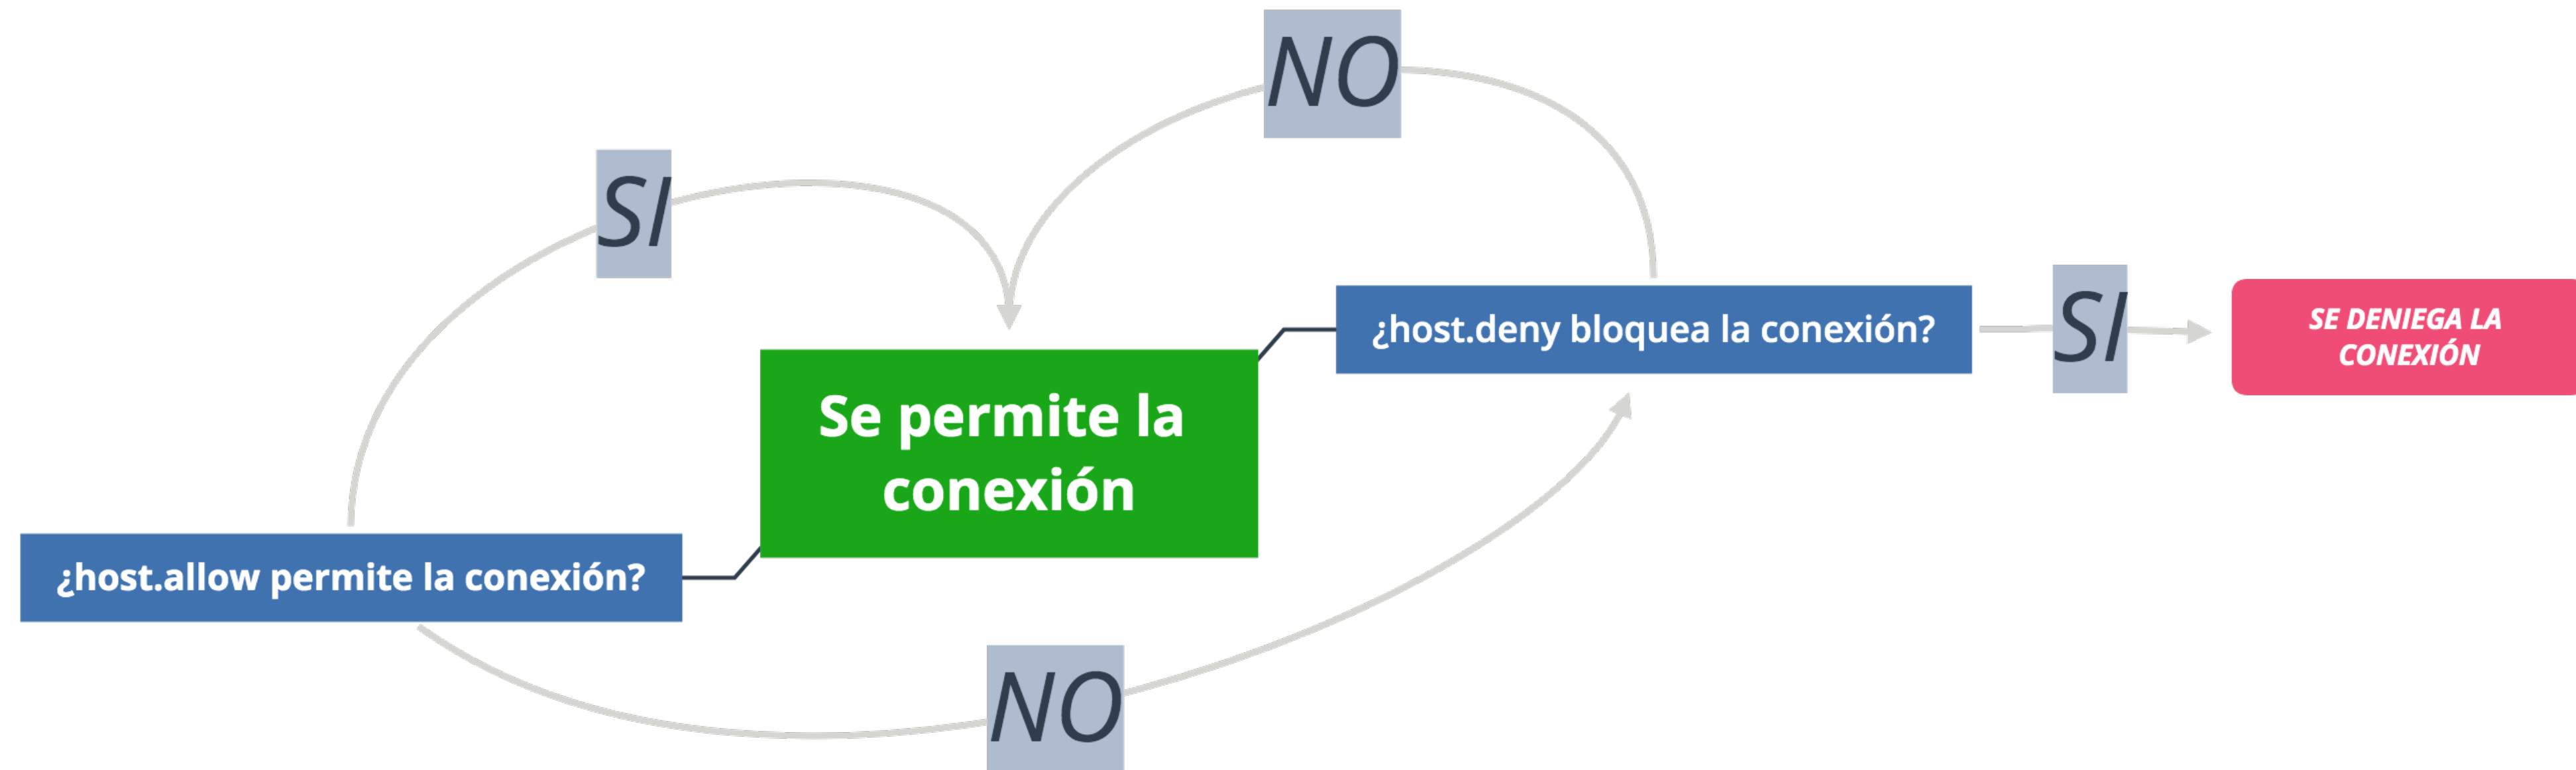 NO
SI
¿host.deny bloquea la conexión?
SI
SE DENIEGA LA
CONEXIÓN
Se permite la
conexión
¿host.allow permite la conexión?
NO